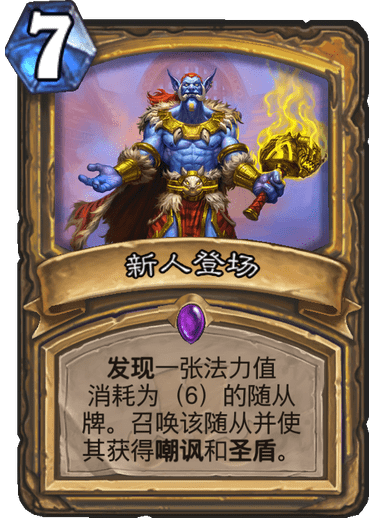 7
新人登场
发现一张法力值
消耗为（6）的随从
牌。召唤该随从并使
其获得嘲讽和圣盾。